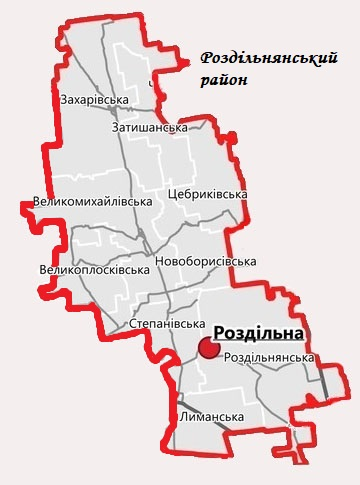 Роздільнянський
район
Захарівська
Затишанська
Великомихайлівська
Цебриківська
Новоборисівська
Великоплосківська
Степанівська
Роздільна
Роздільнянська
Лиманська